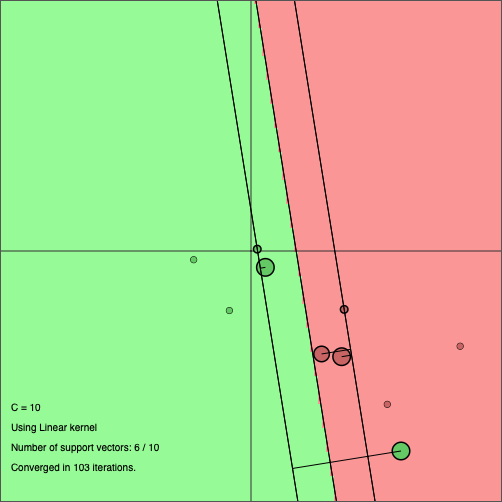 C = 10
Using Linear kernel
Number of support vectors: 6 / 10
Converged in 103 iterations.